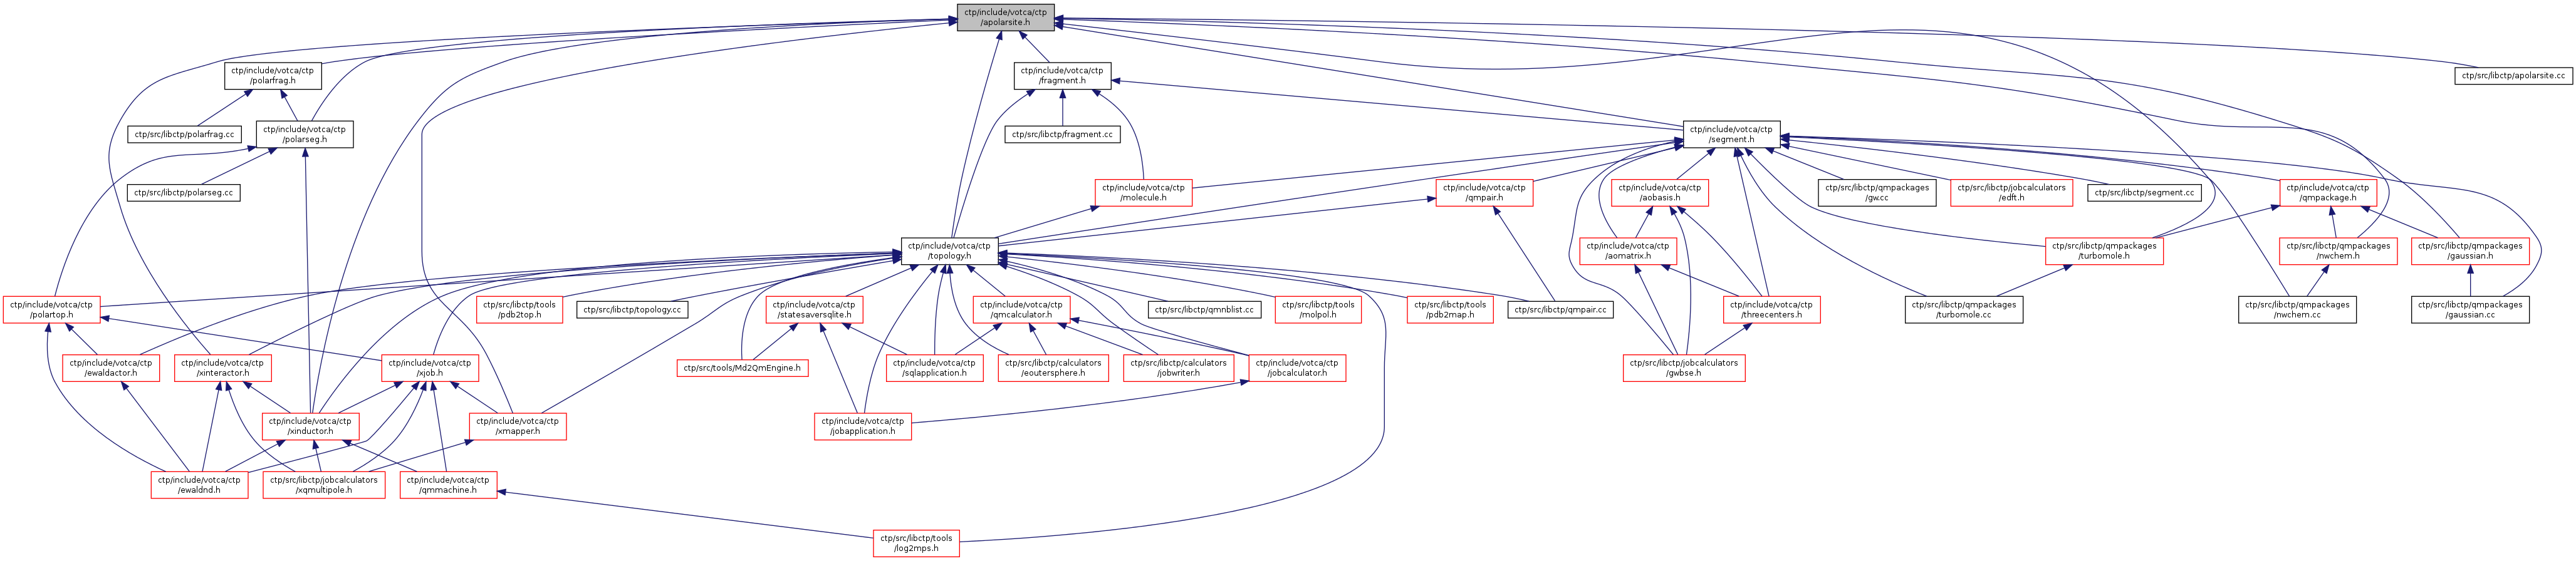 ctp/include/votca/ctp
/apolarsite.h
ctp/include/votca/ctp
/polarfrag.h
ctp/include/votca/ctp
/fragment.h
ctp/src/libctp/apolarsite.cc
ctp/src/libctp/polarfrag.cc
ctp/include/votca/ctp
/polarseg.h
ctp/src/libctp/fragment.cc
ctp/include/votca/ctp
/segment.h
ctp/src/libctp/polarseg.cc
ctp/include/votca/ctp
/molecule.h
ctp/include/votca/ctp
/qmpair.h
ctp/include/votca/ctp
/aobasis.h
ctp/src/libctp/qmpackages
/gw.cc
ctp/src/libctp/jobcalculators
/edft.h
ctp/src/libctp/segment.cc
ctp/include/votca/ctp
/qmpackage.h
ctp/include/votca/ctp
/topology.h
ctp/include/votca/ctp
/aomatrix.h
ctp/src/libctp/qmpackages
/turbomole.h
ctp/src/libctp/qmpackages
/nwchem.h
ctp/src/libctp/qmpackages
/gaussian.h
ctp/include/votca/ctp
/polartop.h
ctp/src/libctp/tools
/pdb2top.h
ctp/src/libctp/topology.cc
ctp/include/votca/ctp
/statesaversqlite.h
ctp/include/votca/ctp
/qmcalculator.h
ctp/src/libctp/qmnblist.cc
ctp/src/libctp/tools
/molpol.h
ctp/src/libctp/tools
/pdb2map.h
ctp/src/libctp/qmpair.cc
ctp/include/votca/ctp
/threecenters.h
ctp/src/libctp/qmpackages
/turbomole.cc
ctp/src/libctp/qmpackages
/nwchem.cc
ctp/src/libctp/qmpackages
/gaussian.cc
ctp/include/votca/ctp
/ewaldactor.h
ctp/include/votca/ctp
/xinteractor.h
ctp/include/votca/ctp
/xjob.h
ctp/src/tools/Md2QmEngine.h
ctp/include/votca/ctp
/sqlapplication.h
ctp/src/libctp/calculators
/eoutersphere.h
ctp/src/libctp/calculators
/jobwriter.h
ctp/include/votca/ctp
/jobcalculator.h
ctp/src/libctp/jobcalculators
/gwbse.h
ctp/include/votca/ctp
/xinductor.h
ctp/include/votca/ctp
/xmapper.h
ctp/include/votca/ctp
/jobapplication.h
ctp/include/votca/ctp
/ewaldnd.h
ctp/src/libctp/jobcalculators
/xqmultipole.h
ctp/include/votca/ctp
/qmmachine.h
ctp/src/libctp/tools
/log2mps.h